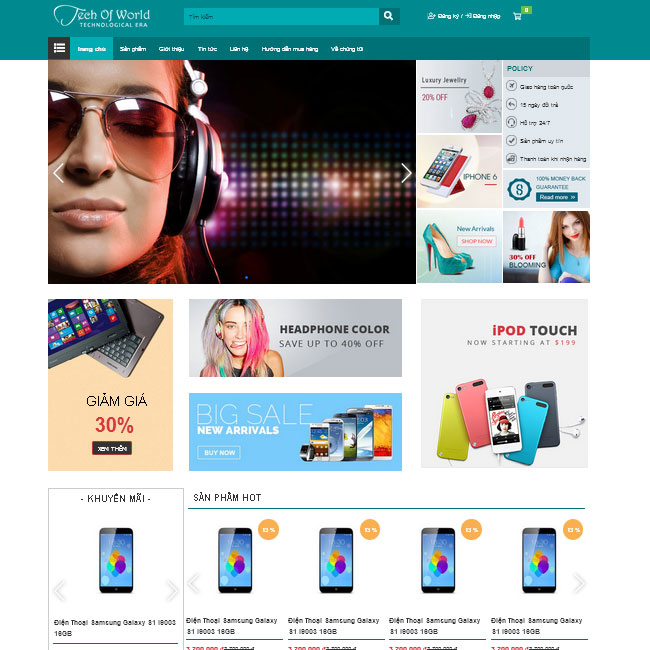 Tech Of World
TECHNOLOGICAL ERA
Tìm kiếm
Đăng ký / Đăng nhập
0
Trang chủ
Sản phẩm
Giới thiệu
Tin tức
Liên hệ
Hướng dẫn mua hàng
Về chúng tôi
Luxury Jewellry
20% OFF
POLICY
Giao hàng toàn quốc
15 ngày đổi trả
Hỗ trợ 24/7
Sản phẩm uy tín
Thanh toán khi nhận hàng
IPHONE 6
100% MONEY BACK
GUARANTEE
Read more »
New Arrivals
SHOP NOW
30% OFF
BLOOMING
GIẢM GIÁ
30%
XEM THÊM
HEADPHONE COLOR
SAVE UP TO 40% OFF
BIG SALE
NEW ARRIVALS
BUY NOW
iPOD TOUCH
NOW STARTING AT $199
- KHUYẾN MÃI -
SẢN PHẨM HOT
Điện Thoại Samsung Galaxy
S1 I9003 16GB
Điện Thoại Samsung Galaxy
S1 I9003 16GB
Điện Thoại Samsung Galaxy
S1 I9003 16GB
Điện Thoại Samsung Galaxy
S1 I9003 16GB
Điện Thoại Samsung Galaxy
S1 I9003 16GB